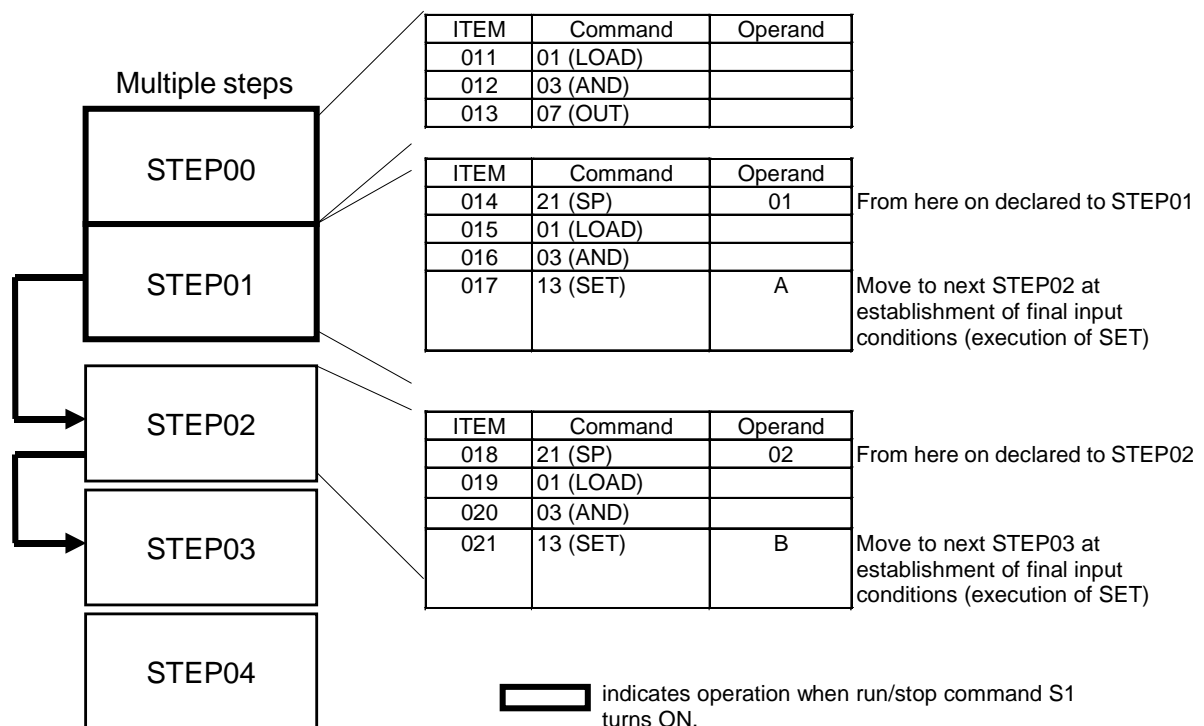 Multiple steps
STEP00
STEP01
STEP02
STEP03
STEP04
ITEM Command Operand
011 01 (LOAD)
012 03 (AND)
013 07 (OUT)
ITEM Command Operand
014 21 (SP) 01 From here on declared to STEP01
015 01 (LOAD)
016 03 (AND)
017 13 (SET) A Move to next STEP02 at
establishment of final input
conditions (execution of SET)
ITEM Command Operand
018 21 (SP) 02 From here on declared to STEP02
019 01 (LOAD)
020 03 (AND)
021 13 (SET) B Move to next STEP03 at
establishment of final input
conditions (execution of SET)
indicates operation when run/stop command S1
turns ON.